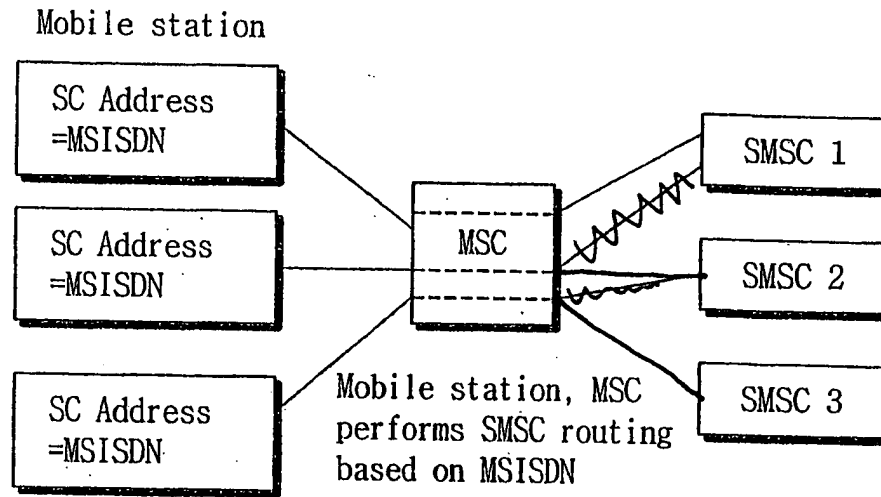 Mobile station
SC Address
=MSISDN
SC Address
=MSISDN
SC Address
=MSISDN
MSC
SMSC 1
SMSC 2
SMSC 3
Mobile station, MSC
performs SMSC routing
based on MSISDN